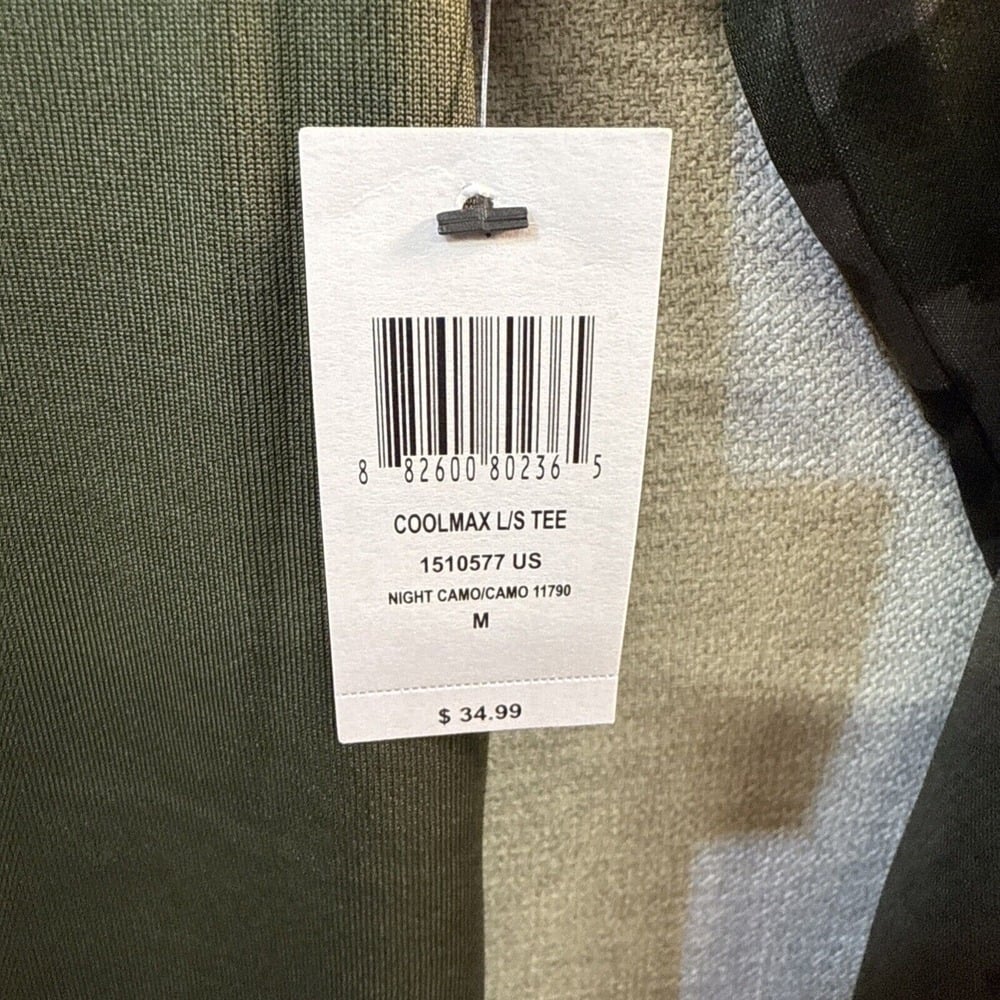 8 82600 80236 5
COOLMAX L/S TEE
1510577 US
NIGHT CAMO/CAMO 11790
M
$ 34.99